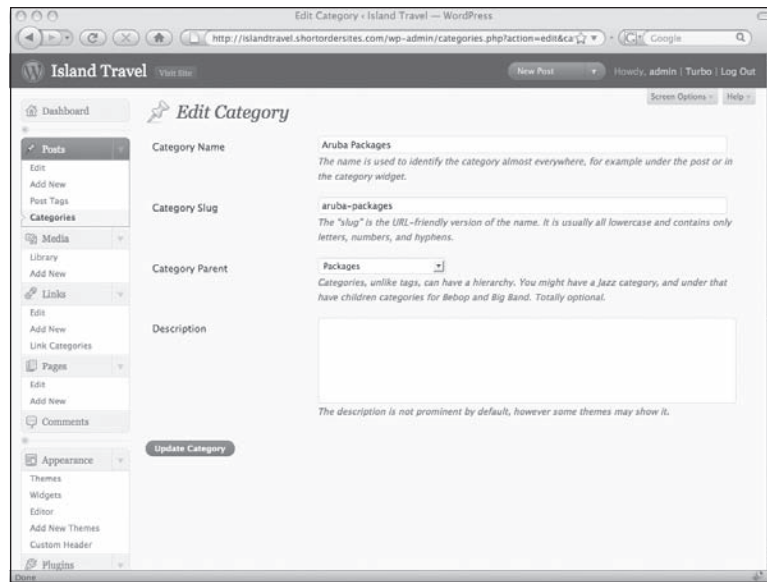 Edit Category ‹ Island Travel — WordPress
http://islandtravel.shortordersites.com/wp-admin/categories.php?action=edit&ca
Google
Island Travel
Visit Site
New Post
Howdy, admin | Turbo | Log Out
Screen Options
Help
Dashboard
Edit Category
Posts
Edit
Add New
Post Tags
Categories
Media
Library
Add New
Links
Edit
Add New
Link Categories
Pages
Edit
Add New
Comments
Appearance
Themes
Widgets
Editor
Add New Themes
Custom Header
Plugins
Category Name
Aruba Packages
The name is used to identify the category almost everywhere, for example under the post or in
the category widget.
Category Slug
aruba-packages
The "slug" is the URL-friendly version of the name. It is usually all lowercase and contains only
letters, numbers, and hyphens.
Category Parent
Packages
Categories, unlike tags, can have a hierarchy. You might have a Jazz category, and under that
have children categories for Bebop and Big Band. Totally optional.
Description
The description is not prominent by default, however some themes may show it.
Update Category
Done